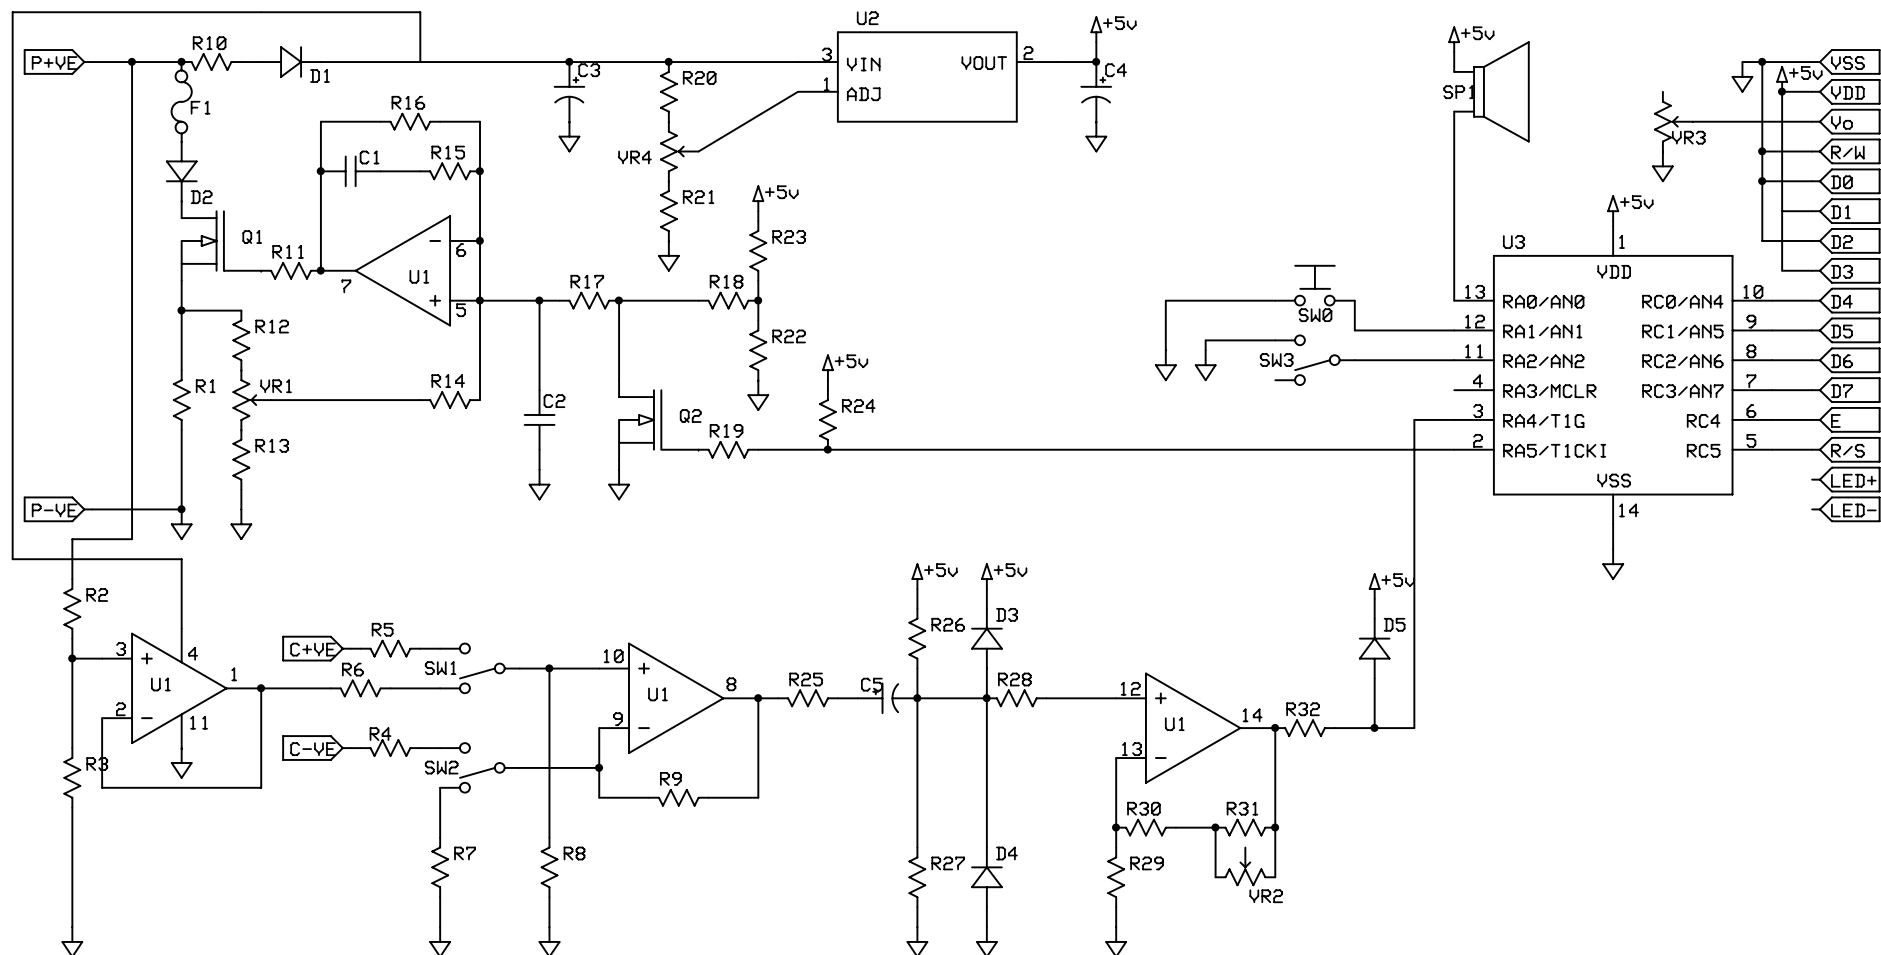 U2
+5v
P+VE
R10
D1
C3
R20
3
VIN
VOUT
2
1
ADJ
C4
F1
R16
C1
R15
D2
VR4
R21
Q1
R11
7
U1
6
5
+5v
R23
R17
R18
R22
R12
R1
VR1
R14
R13
C2
Q2
R19
+5v
R24
P-VE
+5v
SP1
VR3
+5v
VSS
+5v
VDD
Vo
R/W
D0
D1
D2
D3
D4
D5
D6
D7
E
R/S
LED+
LED-
U3
1
VDD
13
RA0/AN0
RC0/AN4
10
12
RA1/AN1
RC1/AN5
9
11
RA2/AN2
RC2/AN6
8
4
RA3/MCLR
RC3/AN7
7
3
RA4/T1G
RC4
6
2
RA5/T1CKI
RC5
5
VSS
14
SW0
SW3
R2
3
4
U1
1
2
11
R3
C+VE
R5
R6
SW1
C-VE
R4
SW2
R7
R8
10
U1
8
9
R9
R25
C5
+5v
+5v
R26
D3
R28
R27
D4
12
U1
14
13
R32
R30
R31
R29
VR2
+5v
D5